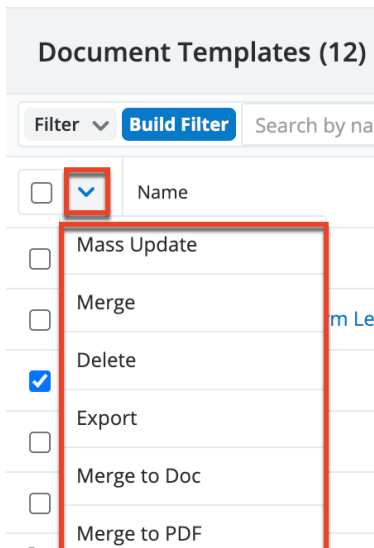 Document Templates (12)
Filter Build Filter Search by na
Name
Mass Update
Merge
m Le
Delete
Export
Merge to Doc
Merge to PDF